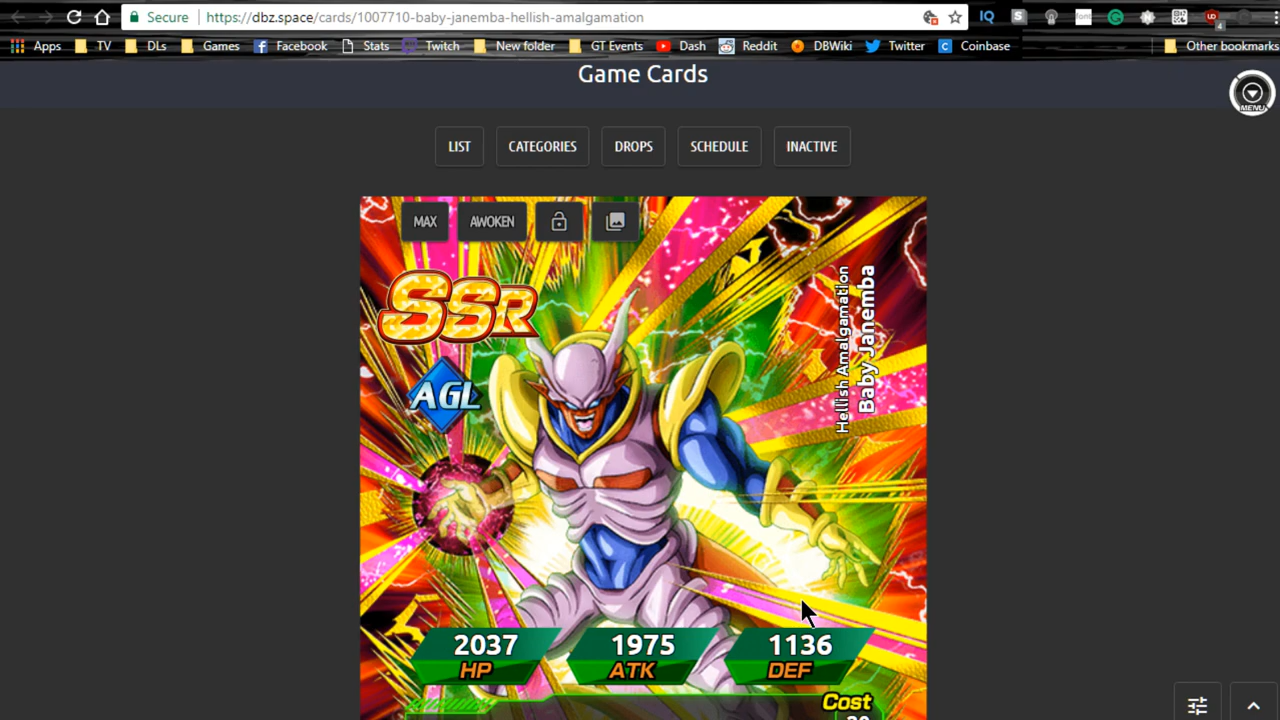 Secure https://dbz.space/cards/1007710-baby-janemba-hellish-amalgamation
Apps TV DLs Games Facebook Stats Twitch New folder GT Events Dash Reddit DBWiki Twitter Coinbase Other bookmarks
Game Cards
MENU
LIST CATEGORIES DROPS SCHEDULE INACTIVE
MAX AWOKEN
SSR
AGL
Hellish Amalgamation
Baby Janemba
2037 1975 1136
HP ATK DEF
Cost